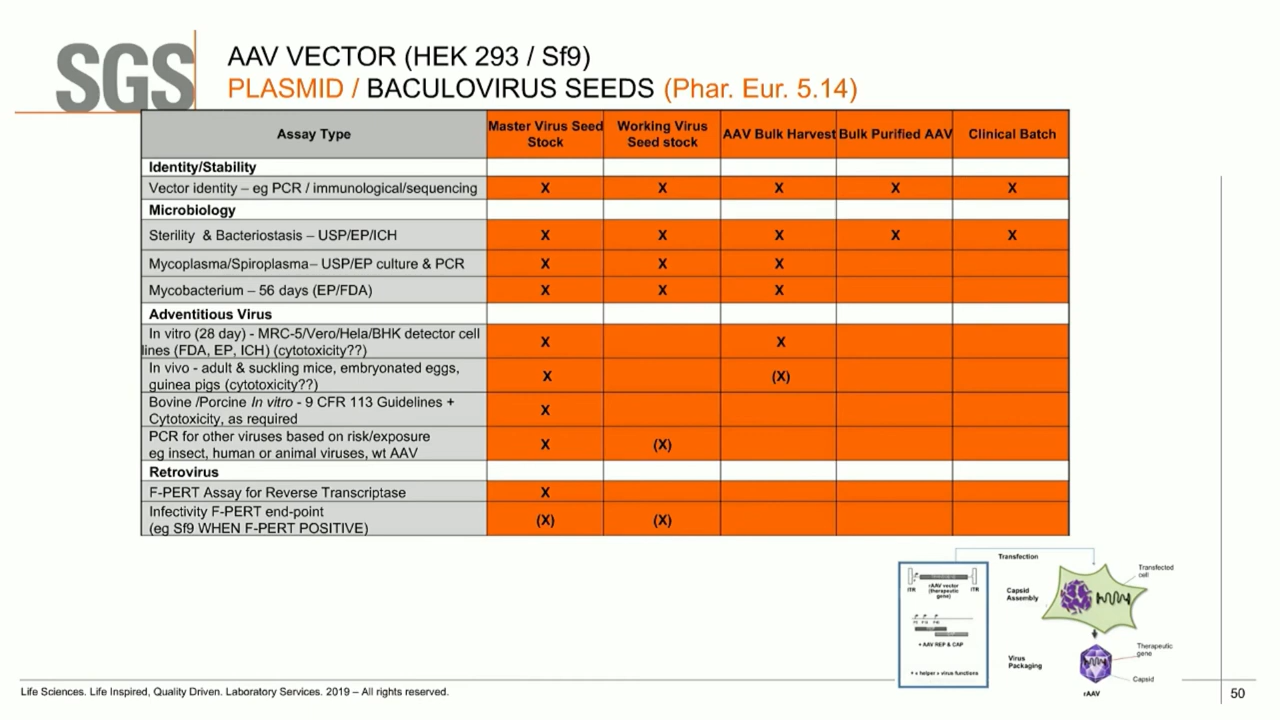 SGS
AAV VECTOR (HEK 293 / Sf9)
PLASMID / BACULOVIRUS SEEDS (Phar. Eur. 5.14)
Assay Type
Master Virus Seed
Stock
Working Virus
Seed stock
AAV Bulk Harvest
Bulk Purified AAV
Clinical Batch
Identity/Stability
Vector identity – eg PCR / immunological/sequencing X X X X X
Microbiology
Sterility & Bacteriostasis – USP/EP/ICH X X X X X
Mycoplasma/Spiroplasma– USP/EP culture & PCR X X X
Mycobacterium – 56 days (EP/FDA) X X X
Adventitious Virus
In vitro (28 day) - MRC-5/Vero/Hela/BHK detector cell
lines (FDA, EP, ICH) (cytotoxicity??) X X
In vivo - adult & suckling mice, embryonated eggs,
guinea pigs (cytotoxicity??) X (X)
Bovine /Porcine In vitro - 9 CFR 113 Guidelines +
Cytotoxicity, as required X
PCR for other viruses based on risk/exposure
eg insect, human or animal viruses, wt AAV X (X)
Retrovirus
F-PERT Assay for Reverse Transcriptase X
Infectivity F-PERT end-point
(eg Sf9 WHEN F-PERT POSITIVE) (X) (X)
Transfection
Transfected
cell
ITR
rAAV vector
(therapeutic
gene)
ITR
Capsid
Assembly
+ AAV REP & CAP
Virus
Packaging
Therapeutic
gene
Capsid
rAAV
Life Sciences. Life Inspired, Quality Driven. Laboratory Services. 2019 – All rights reserved.
50